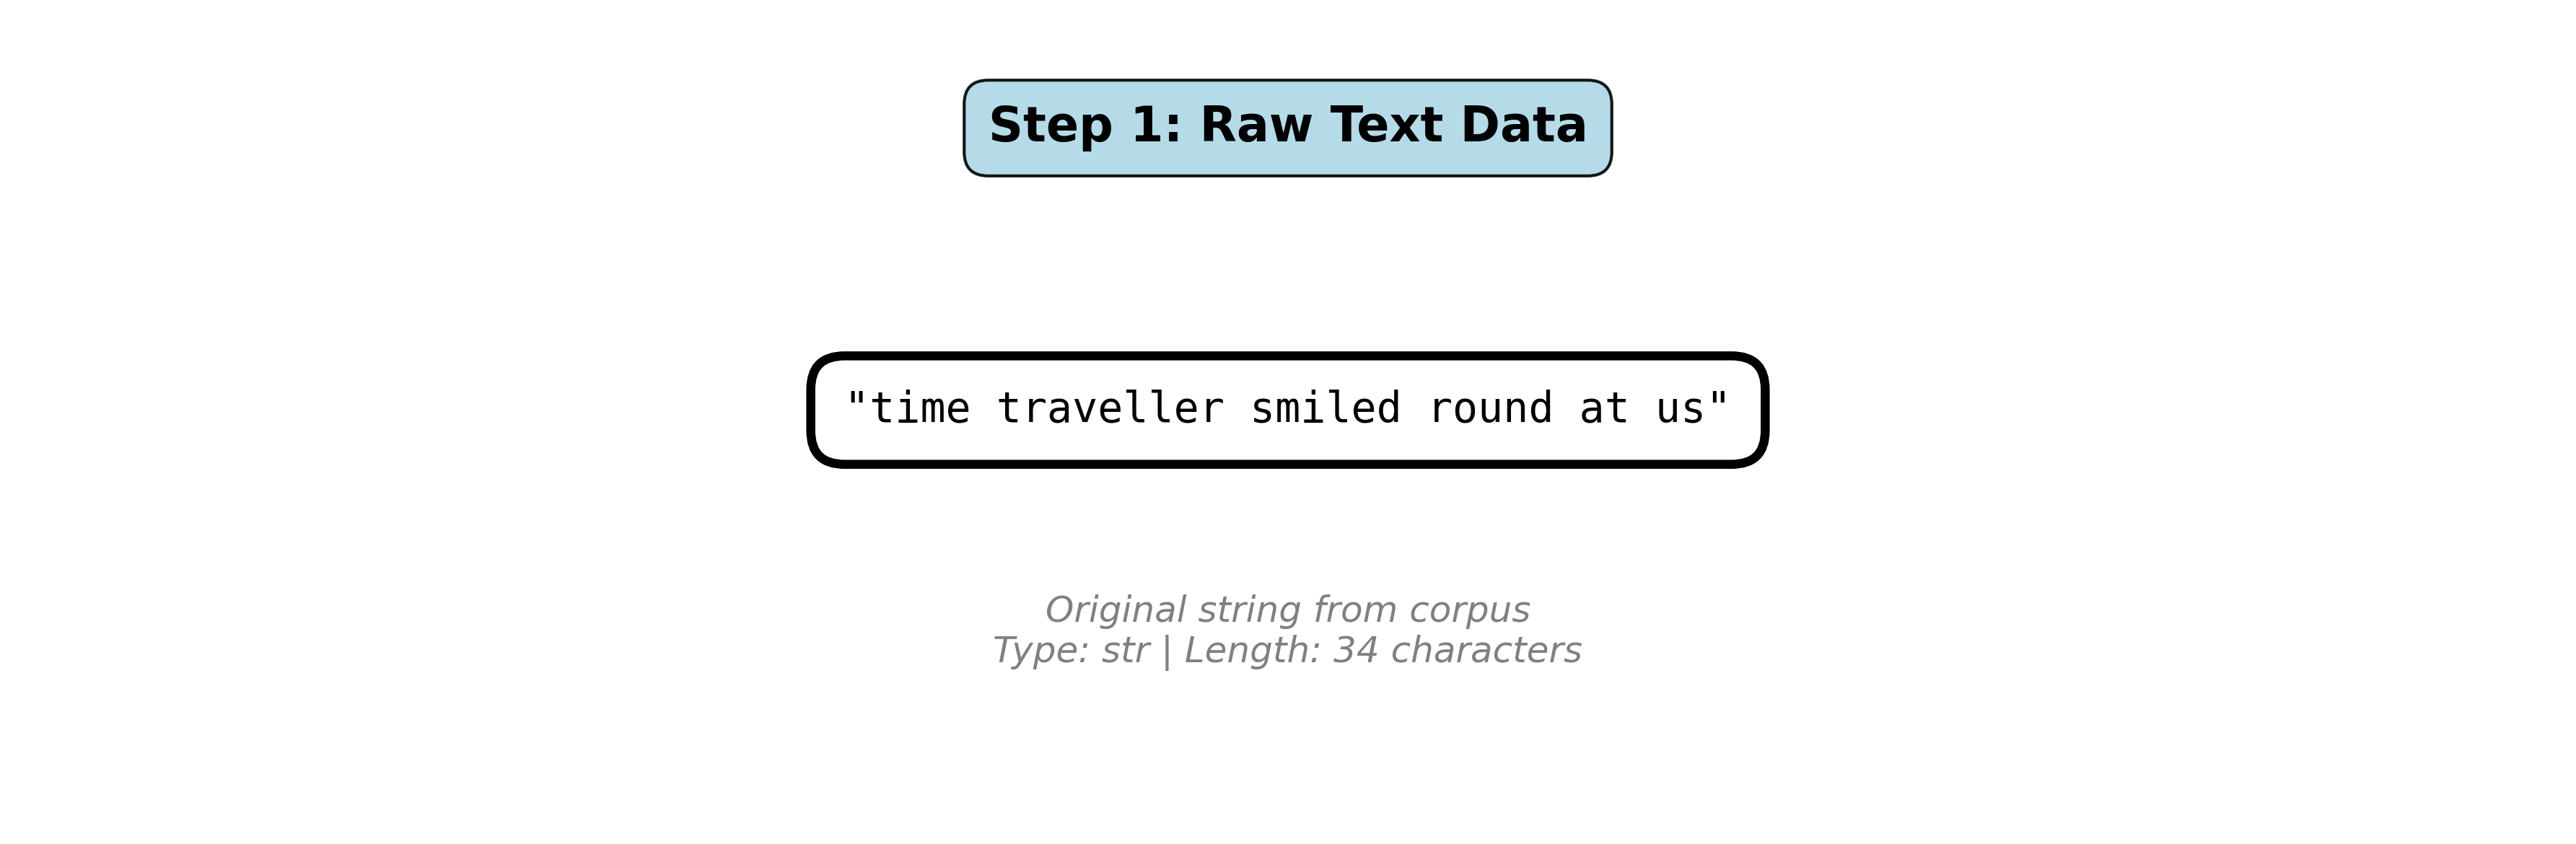 Step 1: Raw Text Data
"time traveller smiled round at us"
Original string from corpus
Type: str | Length: 34 characters